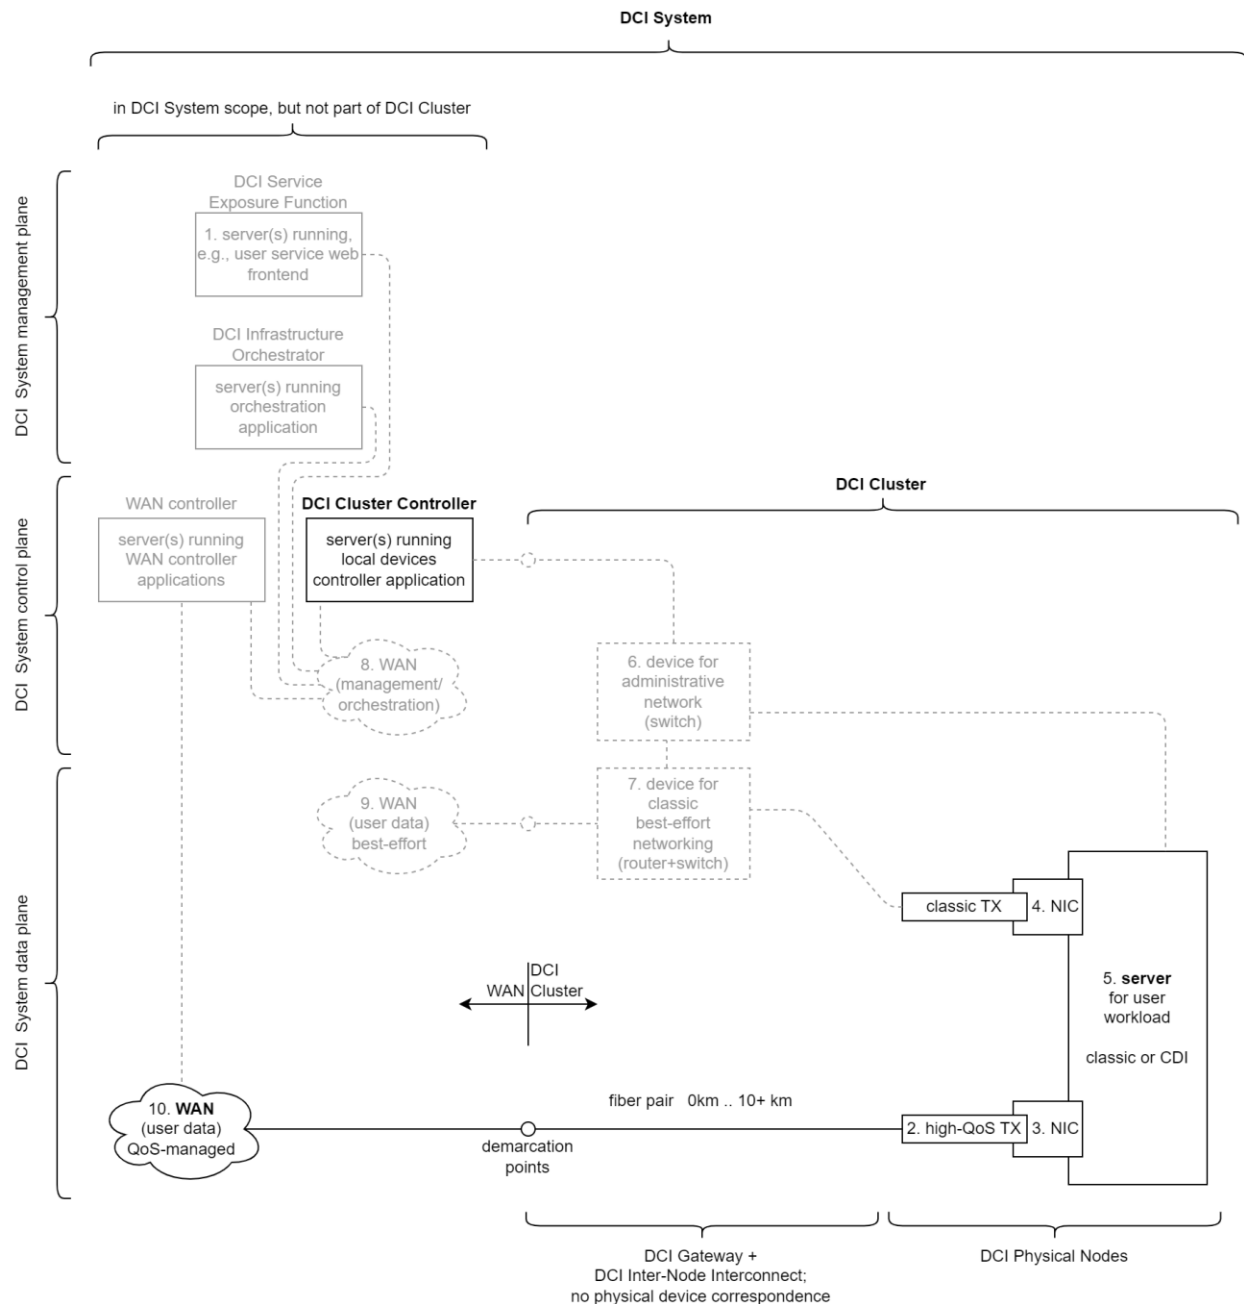 DCI System
in DCI System scope, but not part of DCI Cluster
DCI System management plane
DCI Service
Exposure Function
1. server(s) running,
e.g., user service web
frontend
DCI Infrastructure
Orchestrator
server(s) running
orchestration
application
DCI System control plane
WAN controller
server(s) running
WAN controller
applications
DCI Cluster Controller
server(s) running
local devices
controller application
DCI Cluster
8. WAN
(management/
orchestration)
6. device for
administrative
network
(switch)
DCI System data plane
9. WAN
(user data)
best-effort
7. device for
classic
best-effort
networking
(router+switch)
classic TX
4. NIC
WAN
DCI
Cluster
5. server
for user
workload
classic or CDI
10. WAN
(user data)
QoS-managed
fiber pair 0km .. 10+ km
demarcation
points
2. high-QoS TX
3. NIC
DCI Gateway +
DCI Inter-Node Interconnect;
no physical device correspondence
DCI Physical Nodes